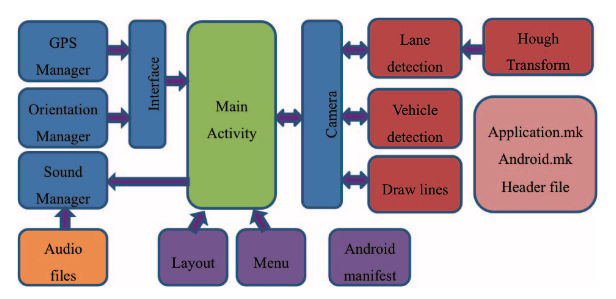 GPS
Manager
Interface
Orientation
Manager
Sound
Manager
Audio
files
Main
Activity
Layout
Menu
Camera
Lane
detection
Hough
Transform
Vehicle
detection
Draw lines
Application.mk
Android.mk
Header file
Android
manifest